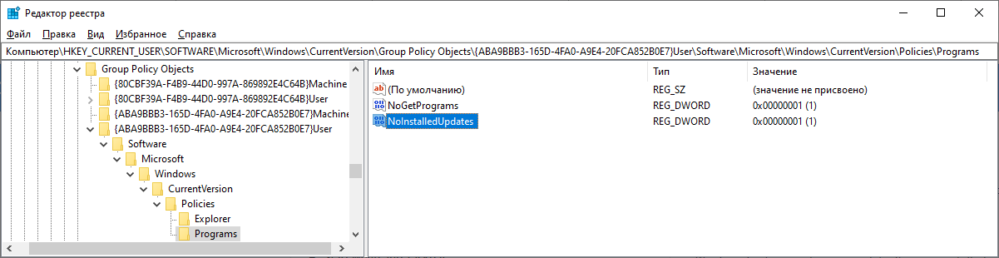 Редактор реестра
Файл Правка Вид Избранное Справка
Компьютер\HKEY_CURRENT_USER\SOFTWARE\Microsoft\Windows\CurrentVersion\Group Policy Objects\{ABA9BBB3-165D-4FA0-A9E4-20FCA852B0E7}User\Software\Microsoft\Windows\CurrentVersion\Policies\Programs
Group Policy Objects
{80CBF39A-F4B9-44D0-997A-869892E4C64B}Machine
{80CBF39A-F4B9-44D0-997A-869892E4C64B}User
{ABA9BBB3-165D-4FA0-A9E4-20FCA852B0E7}Machine
{ABA9BBB3-165D-4FA0-A9E4-20FCA852B0E7}User
Software
Microsoft
Windows
CurrentVersion
Policies
Explorer
Programs
Имя Тип Значение
(По умолчанию) REG_SZ (значение не присвоено)
NoGetPrograms REG_DWORD 0x00000001 (1)
NoInstalledUpdates REG_DWORD 0x00000001 (1)